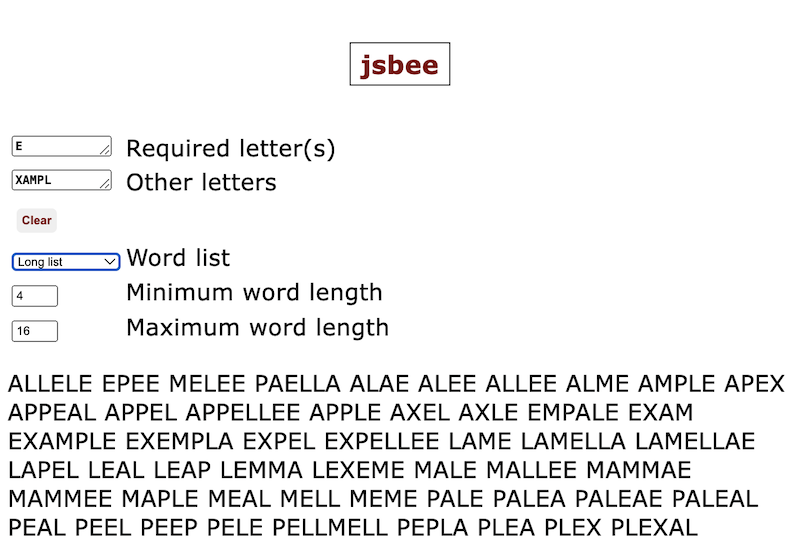 jsbee
E Required letter(s)
XAMPL Other letters
Clear
Long list Word list
4 Minimum word length
16 Maximum word length
ALLELE EPEE MELEE PAELLA ALAE ALEE ALLEE ALME AMPLE APEX
APPEAL APPEL APPELLEE APPLE AXEL AXLE EMPALE EXAM
EXAMPLE EXEMPLA EXPEL EXPELLEE LAME LAMELLA LAMELLAE
LAPEL LEAL LEAP LEMMA LEXEME MALE MALLEE MAMMAE
MAMMEE MAPLE MEAL MELL MEME PALE PALEA PALEAE PALEAL
PEAL PEEL PEEP PELE PELLMELL PEPLA PLEA PLEX PLEXAL